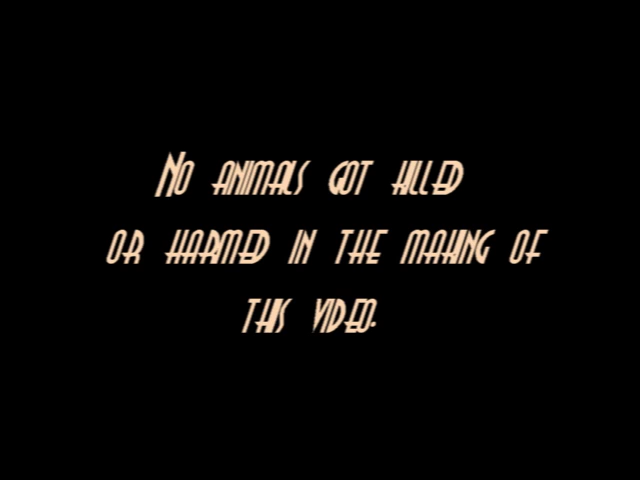 No animals got killed
or harmed in the making of
this video.